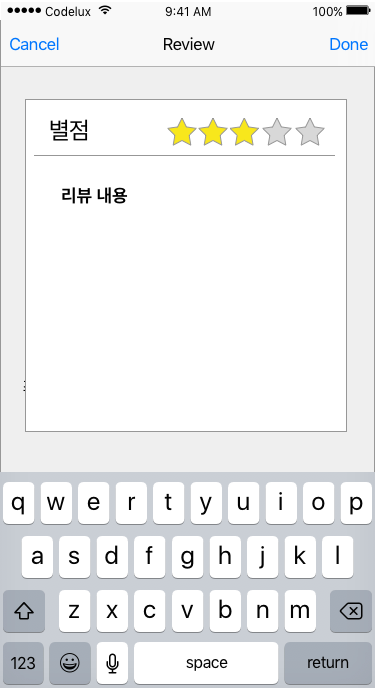 Codelux 9:41 AM 100%
Cancel Review Done
별점
리뷰 내용
q w e r t y u i o p
a s d f g h j k l
z x c v b n m
123 space return